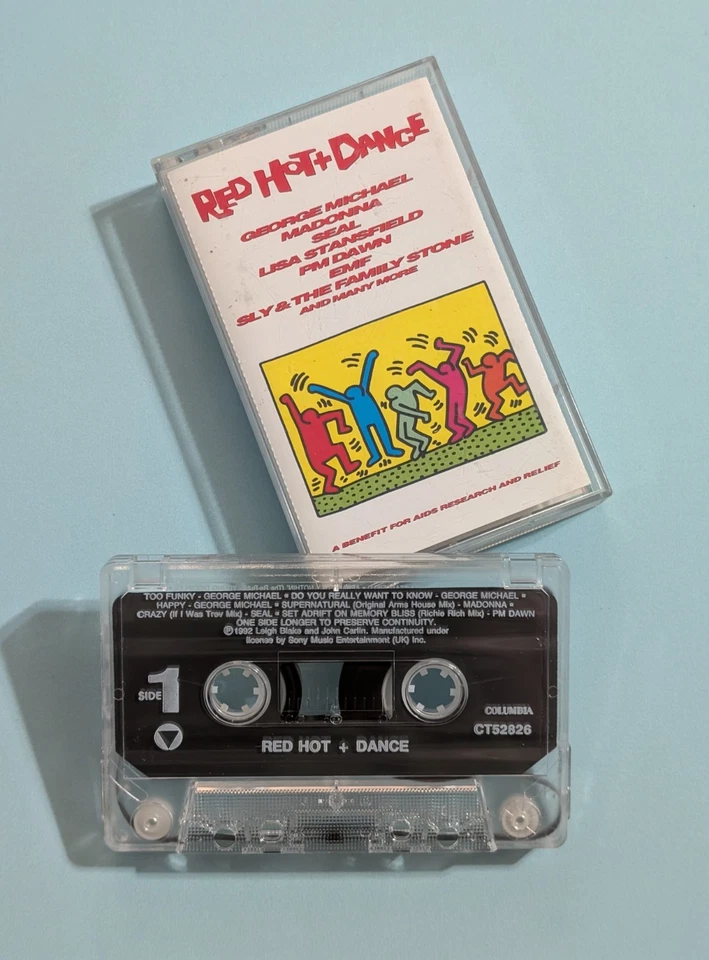 RED HOT + DANCE
GEORGE MICHAEL
MADONNA
SEAL
LISA STANSFIELD
PM DAWN
EMF
SLY & THE FAMILY STONE
AND MANY MORE
A BENEFIT FOR AIDS RESEARCH AND RELIEF
TOO FUNKY - GEORGE MICHAEL • DO YOU REALLY WANT TO KNOW - GEORGE MICHAEL •
HAPPY - GEORGE MICHAEL • SUPERNATURAL (Original Arms House Mix) - MADONNA •
CRAZY (If I Was Trev Mix) - SEAL • SET ADRIFT ON MEMORY BLISS (Richie Rich Mix) - PM DAWN
ONE SIDE LONGER TO PRESERVE CONTINUITY.
Ⓟ©1992 Leigh Blake and John Carlin. Manufactured under
license by Sony Music Entertainment (UK) Inc.
SIDE 1
COLUMBIA
CT52826
RED HOT + DANCE